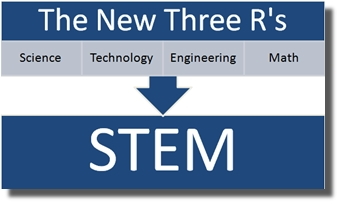 The New Three R's
Science Technology Engineering Math
STEM